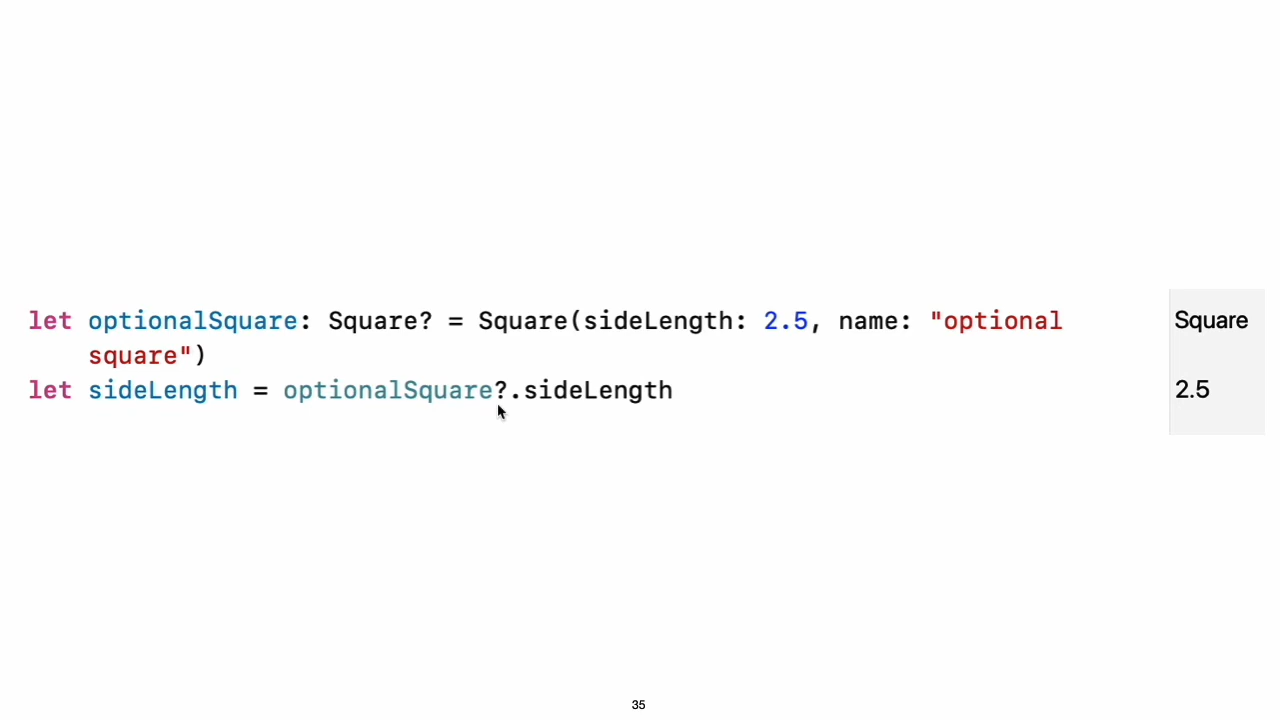 let optionalSquare: Square? = Square(sideLength: 2.5, name: "optional
square")
let sideLength = optionalSquare?.sideLength
Square
2.5
35